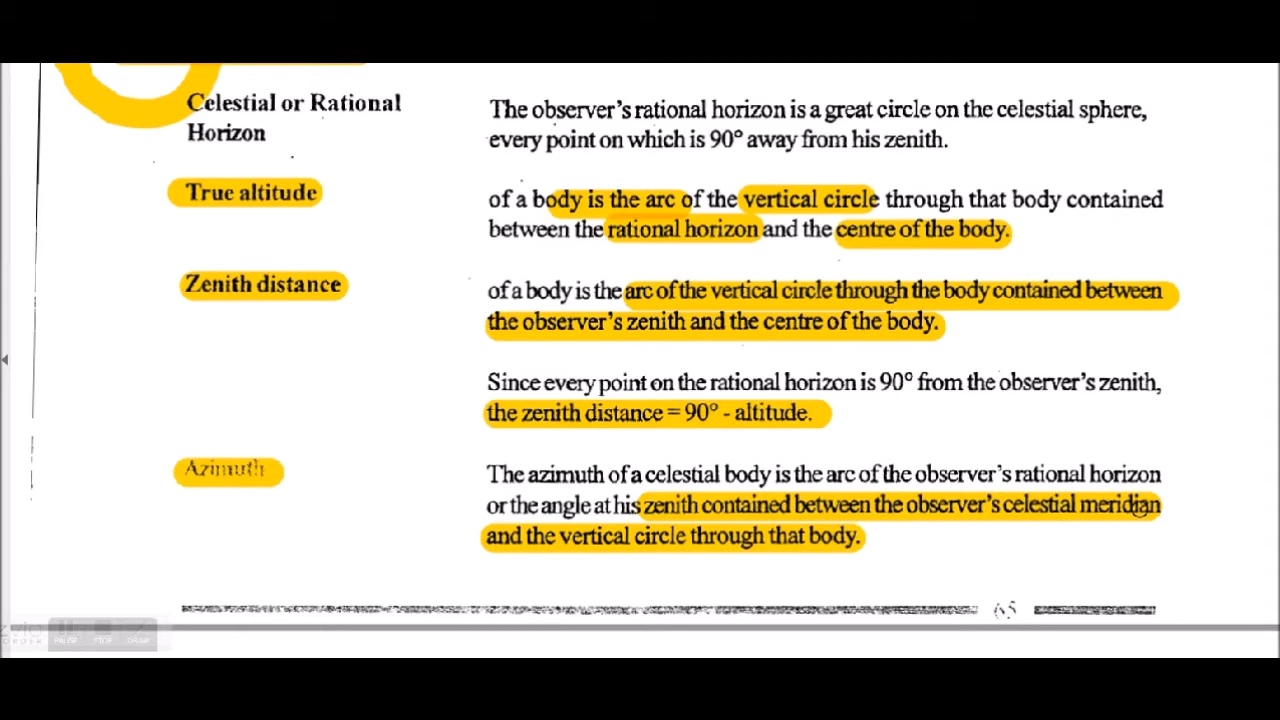 Celestial or Rational
Horizon
The observer's rational horizon is a great circle on the celestial sphere,
every point on which is 90° away from his zenith.
True altitude
of a body is the arc of the vertical circle through that body contained
between the rational horizon and the centre of the body.
Zenith distance
of a body is the arc of the vertical circle through the body contained between
the observer's zenith and the centre of the body.
Since every point on the rational horizon is 90° from the observer's zenith,
the zenith distance = 90° - altitude.
Azimuth
The azimuth of a celestial body is the arc of the observer's rational horizon
or the angle at his zenith contained between the observer's celestial meridian
and the vertical circle through that body.
65
PAUSE STOP DRAW